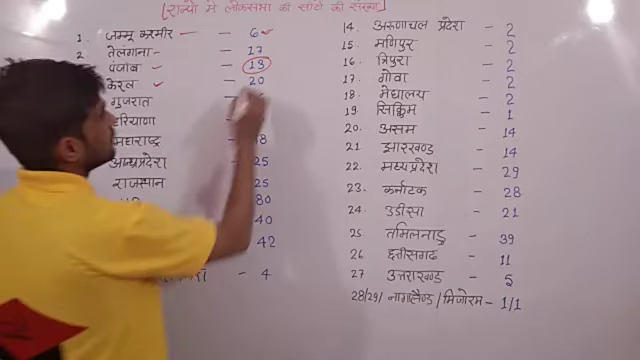 राज्यो मे लोकसभा की सीटो की संख्या
1. जम्मू कश्मीर – 6
2 तेलंगाना – 17
पंजाब – 13
केरल – 20
गुजरात –
हरियाणा
महाराष्ट्र 48
आन्ध्रप्रदेश 25
राजस्थान 25
80
40
42
– 4
14. अरुणाचल प्रदेश – 2
15. मणिपुर – 2
16. त्रिपुरा – 2
17. गोवा – 2
18. मेघालय – 2
19. सिक्किम – 1
20. असम – 14
21. झारखण्ड – 14
22. मध्यप्रदेश – 29
23. कर्नाटक – 28
24. उडीसा – 21
25. तमिलनाडु – 39
26 छत्तीसगढ – 11
27 उत्तराखण्ड – 5
28/29/ नागालैण्ड / मिजोरम – 1/1